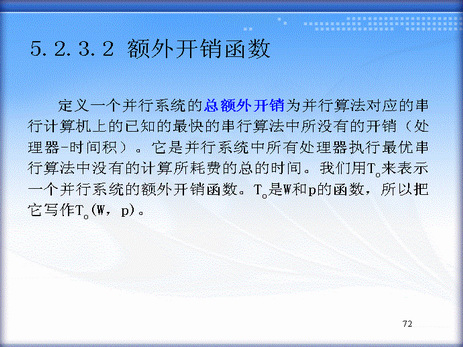 5.2.3.2 额外开销函数
定义一个并行系统的总额外开销为并行算法对应的串
行计算机上的已知的最快的串行算法中所没有的开销（处
理器-时间积）。它是并行系统中所有处理器执行最优串
行算法中没有的计算所耗费的总的时间。我们用To来表示
一个并行系统的额外开销函数。To是W和p的函数，所以把
它写作To(W，p)。
72